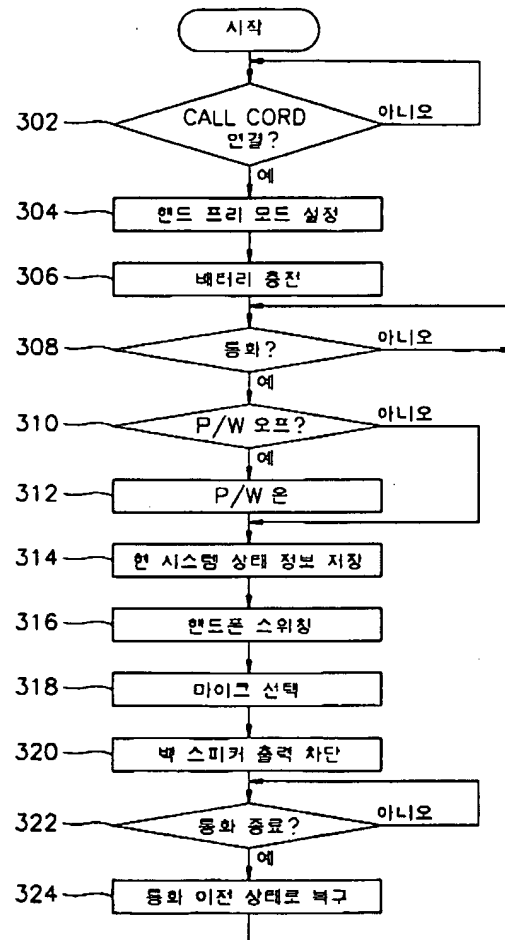 시작
302
CALL CORD
연결?
아니오
예
304
핸드 프리 모드 설정
306
배터리 충전
308
통화?
아니오
예
310
P/W 오프?
아니오
예
312
P/W 온
314
현 시스템 상태 정보 저장
316
핸드폰 스위칭
318
마이크 선택
320
백 스피커 출력 차단
322
통화 종료?
아니오
예
324
통화 이전 상태로 복구